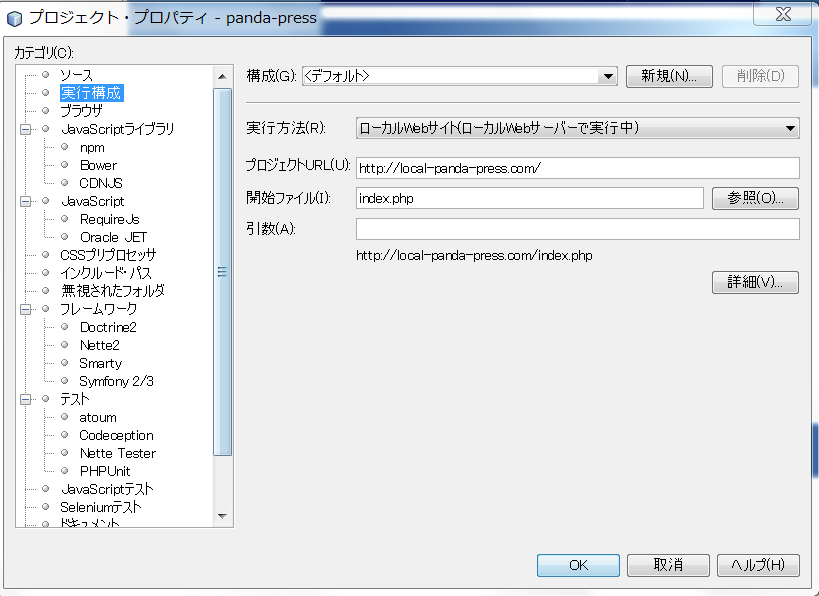 プロジェクト・プロパティ - panda-press
カテゴリ(C):
ソース
実行構成
ブラウザ
JavaScriptライブラリ
npm
Bower
CDNJS
JavaScript
RequireJs
Oracle JET
CSSプリプロセッサ
インクルード・パス
無視されたフォルダ
フレームワーク
Doctrine2
Nette2
Smarty
Symfony 2/3
テスト
atoum
Codeception
Nette Tester
PHPUnit
JavaScriptテスト
Seleniumテスト
ドキュメント
構成(G): <デフォルト> 新規(N)... 削除(D)
実行方法(R): ローカルWebサイト(ローカルWebサーバーで実行中)
プロジェクトURL(U): http://local-panda-press.com/
開始ファイル(I): index.php 参照(O)...
引数(A):
http://local-panda-press.com/index.php
詳細(V)...
OK 取消 ヘルプ(H)